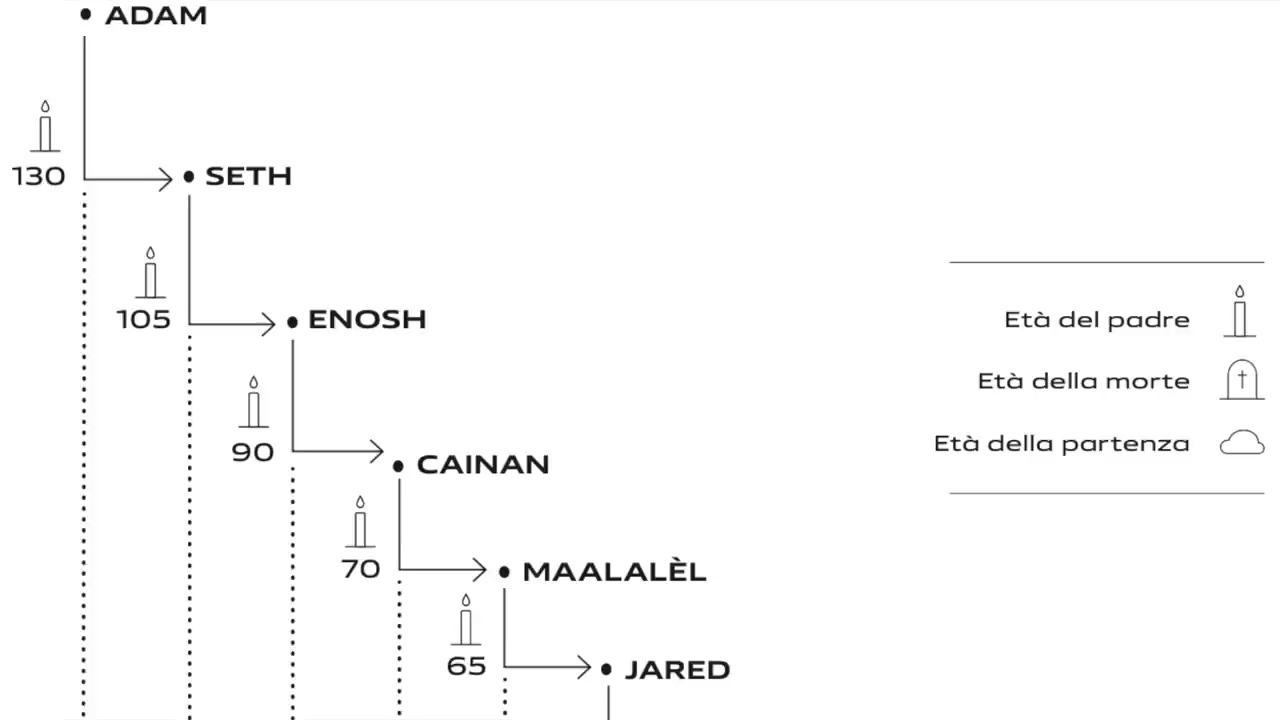 ADAM
130
SETH
105
ENOSH
Età del padre
Età della morte
Età della partenza
90
CAINAN
70
MAALALÈL
65
JARED